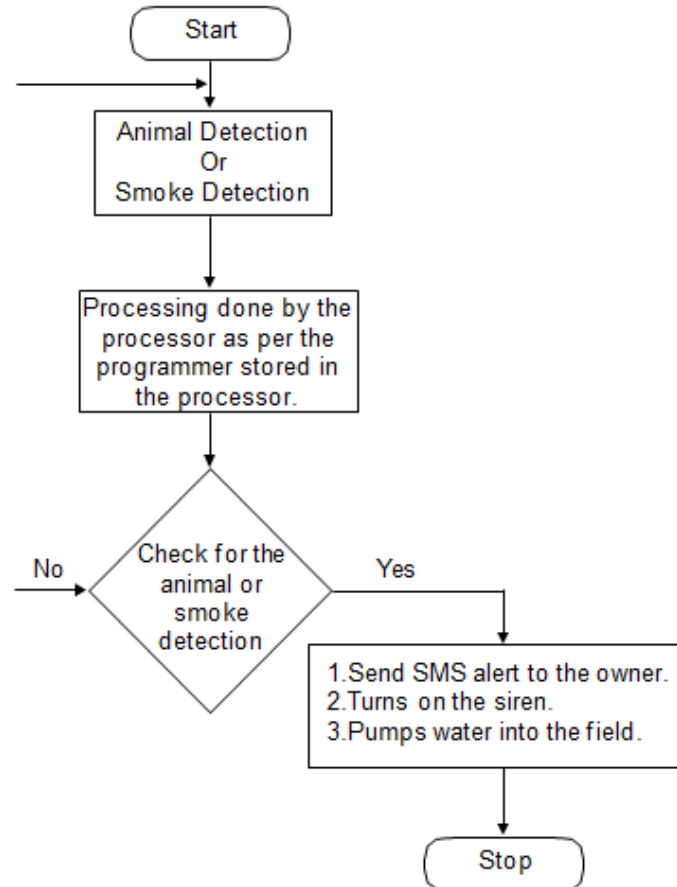 Start
Animal Detection
Or
Smoke Detection
Processing done by the
processor as per the
programmer stored in
the processor.
No
Check for the
animal or
smoke
detection
Yes
1.Send SMS alert to the owner.
2.Turns on the siren.
3.Pumps water into the field.
Stop